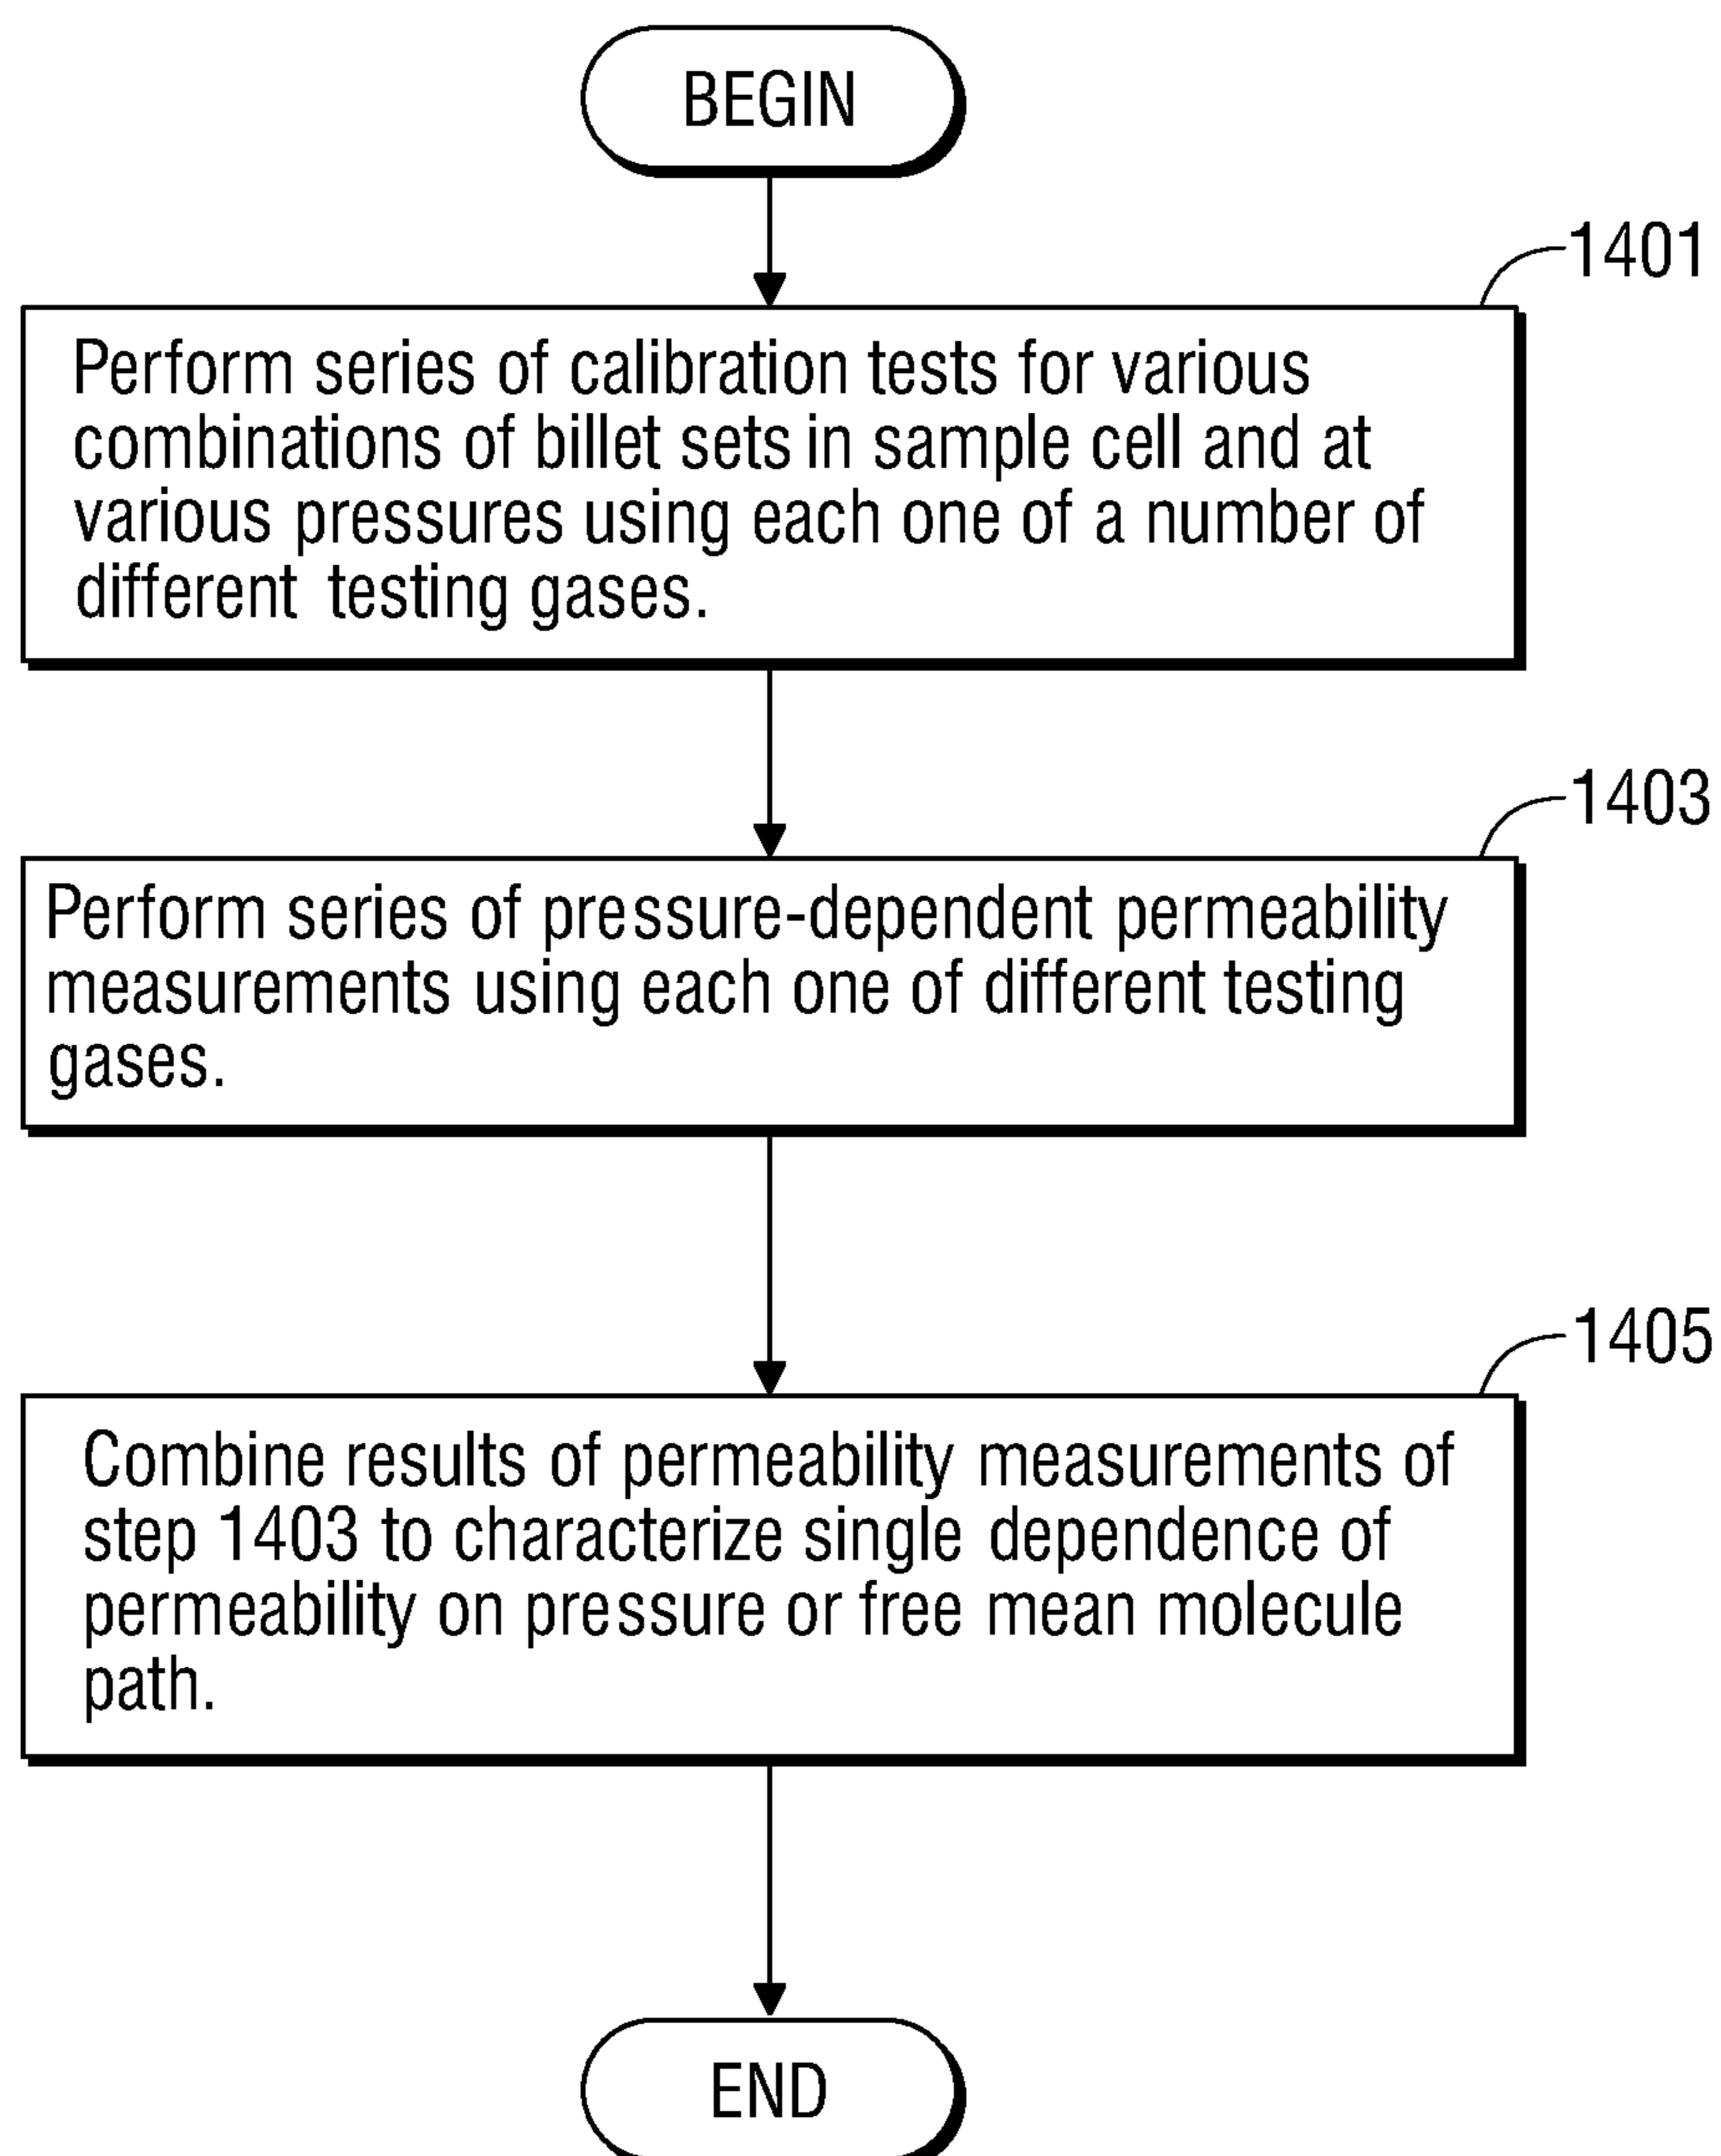 BEGIN
1401
Perform series of calibration tests for various
combinations of billet sets in sample cell and at
various pressures using each one of a number of
different testing gases.
1403
Perform series of pressure-dependent permeability
measurements using each one of different testing
gases.
1405
Combine results of permeability measurements of
step 1403 to characterize single dependence of
permeability on pressure or free mean molecule
path.
END